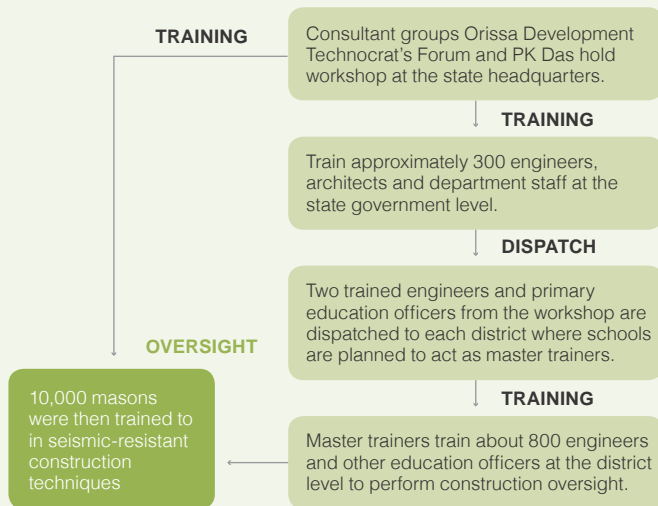 TRAINING
Consultant groups Orissa Development
Technocrat’s Forum and PK Das hold
workshop at the state headquarters.
TRAINING
Train approximately 300 engineers,
architects and department staff at the
state government level.
DISPATCH
Two trained engineers and primary
education officers from the workshop are
dispatched to each district where schools
are planned to act as master trainers.
OVERSIGHT
TRAINING
10,000 masons
were then trained to
in seismic-resistant
construction
techniques
Master trainers train about 800 engineers
and other education officers at the district
level to perform construction oversight.